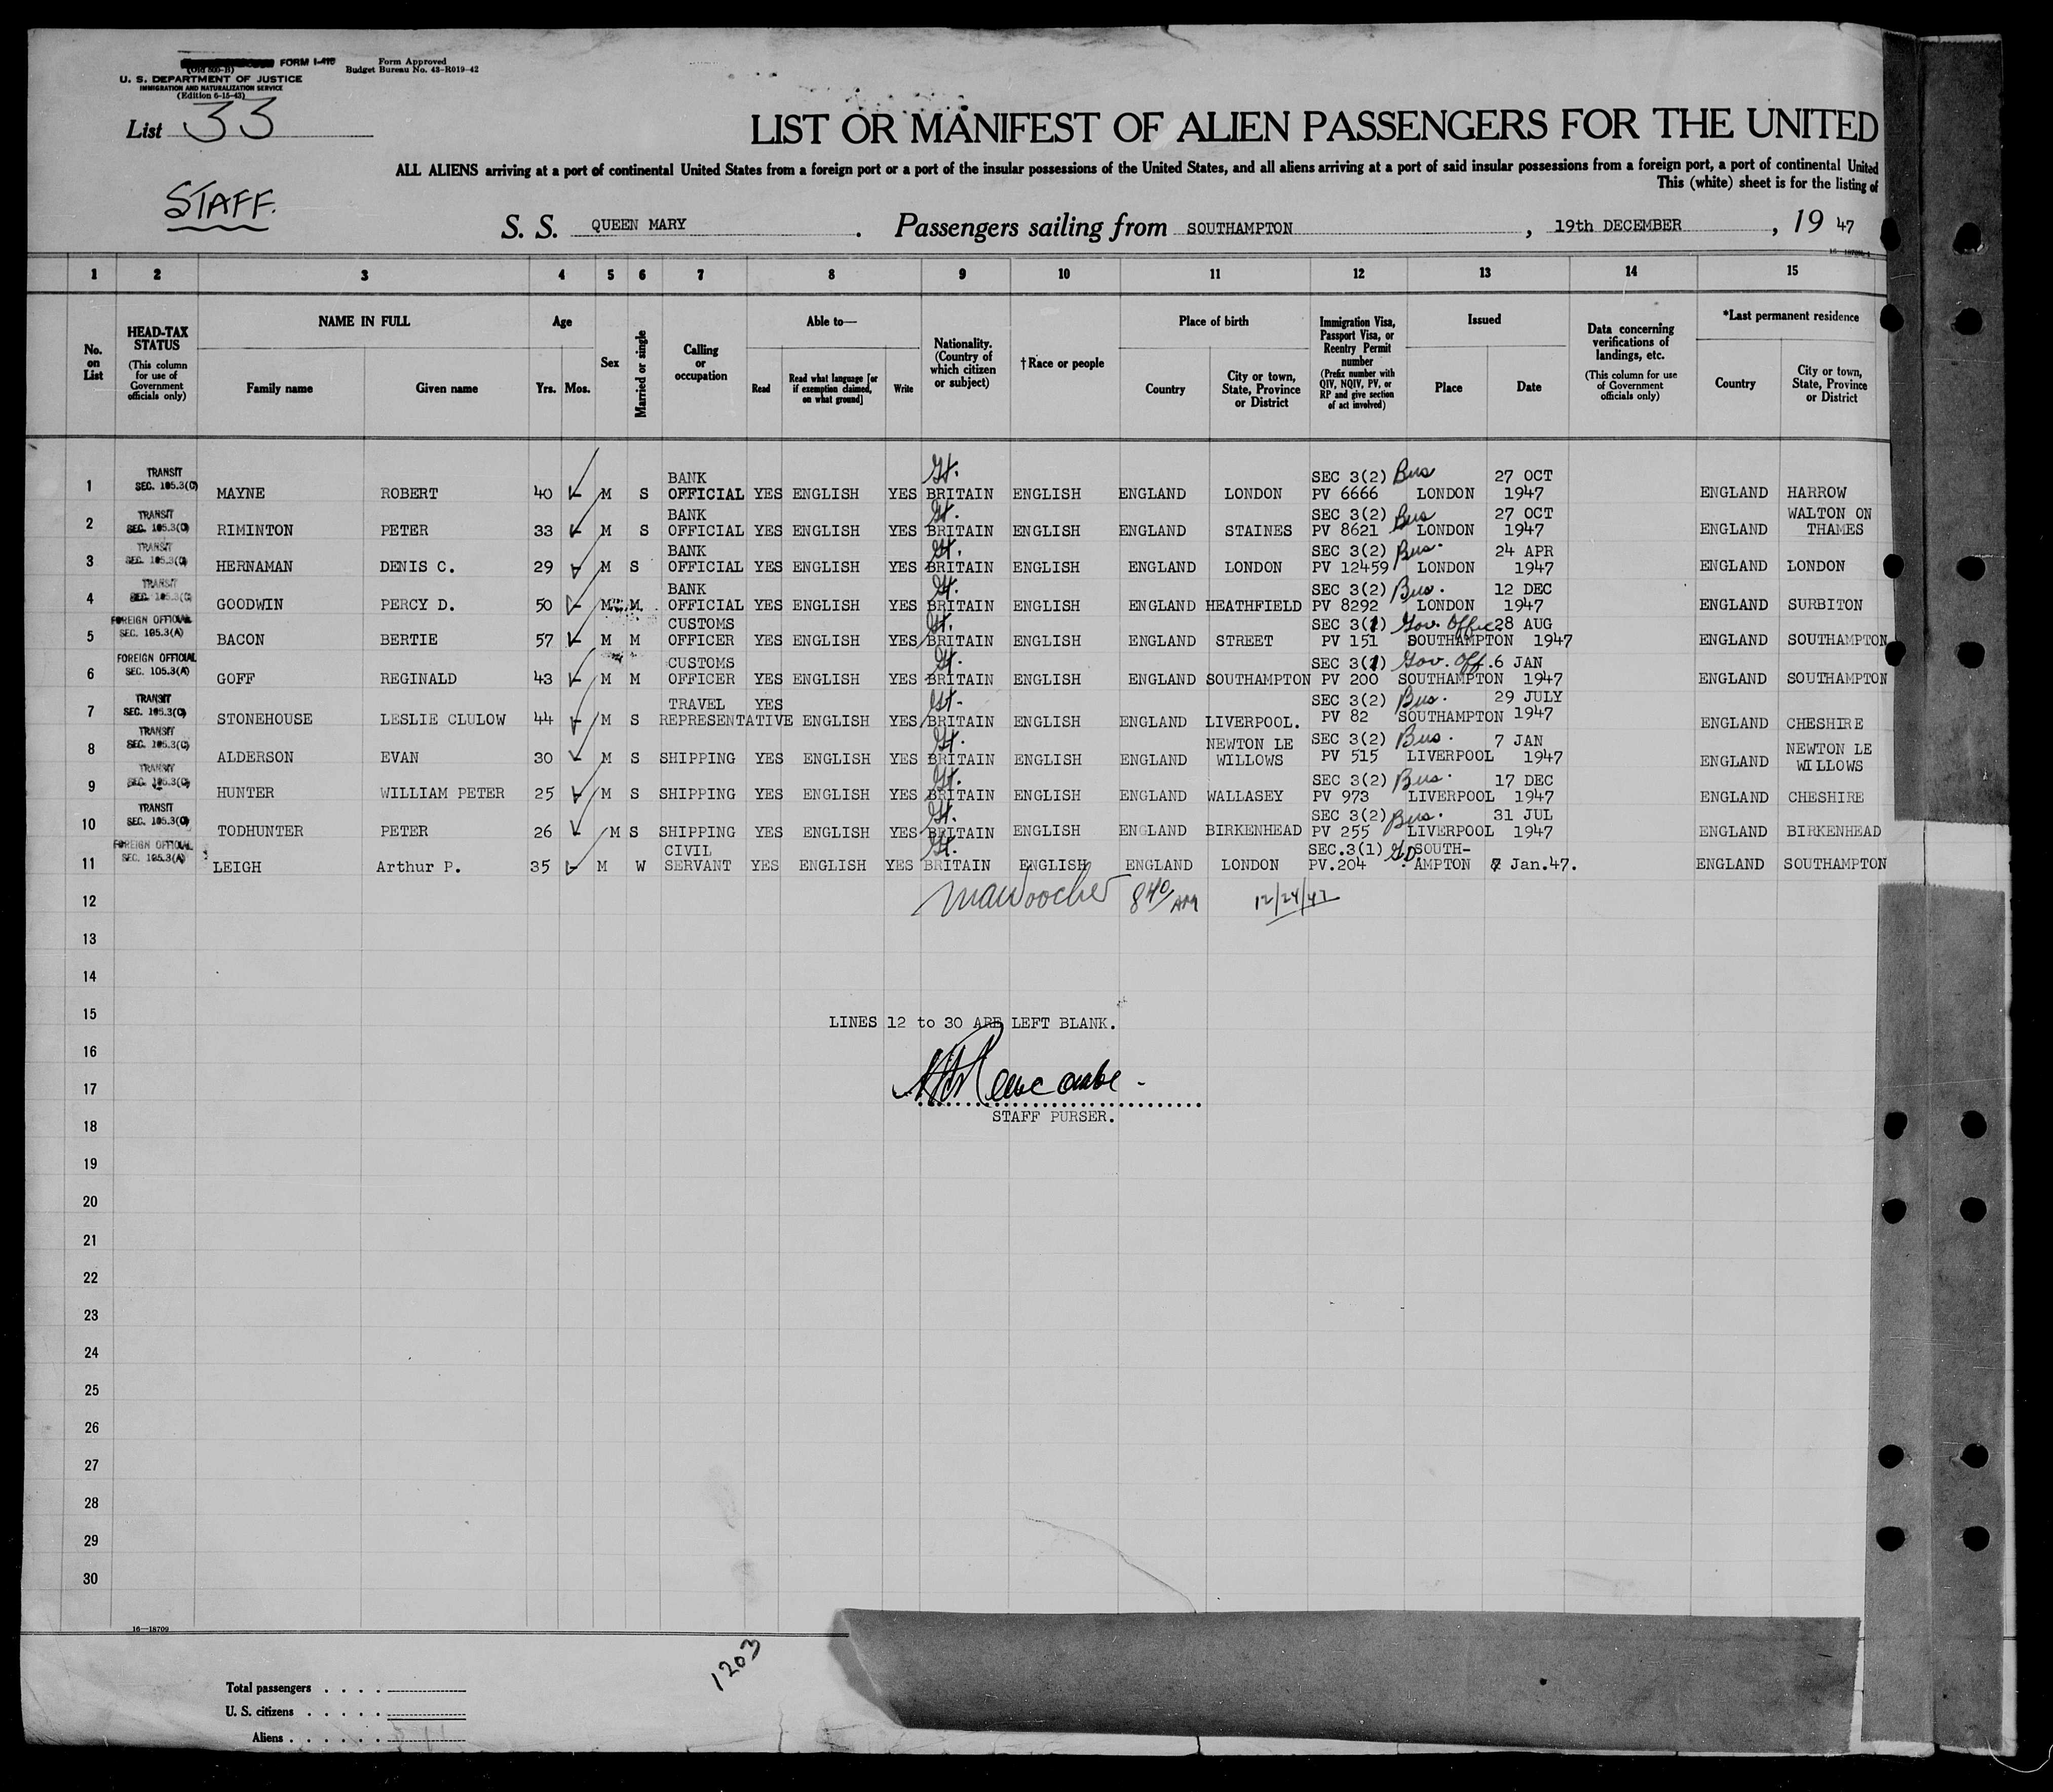 FORM I-416
(Old 500-B)
Form Approved
Budget Bureau No. 43-R019-42
U. S. DEPARTMENT OF JUSTICE
IMMIGRATION AND NATURALIZATION SERVICE
(Edition 6-15-43)
List 33
STAFF.
LIST OR MANIFEST OF ALIEN PASSENGERS FOR THE UNITED
ALL ALIENS arriving at a port of continental United States from a foreign port or a port of the insular possessions of the United States, and all aliens arriving at a port of said insular possessions from a foreign port, a port of continental United
This (white) sheet is for the listing of
S. S. QUEEN MARY . Passengers sailing from SOUTHAMPTON , 19th DECEMBER , 19 47
1 2 3 4 5 6 7 8 9 10 11 12 13 14 15
No. on List
HEAD-TAX STATUS
(This column for use of Government officials only)
NAME IN FULL
Family name Given name
Age
Yrs. Mos.
Sex
Married or single
Calling or occupation
Able to—
Read Read what language [or if exemption claimed, on what ground] Write
Nationality. (Country of which citizen or subject)
†Race or people
Place of birth
Country City or town, State, Province or District
Immigration Visa, Passport Visa, or Reentry Permit number
(Prefix number with QIV, NQIV, PV, or RP and give section of act involved)
Issued
Place Date
Data concerning verifications of landings, etc.
(This column for use of Government officials only)
*Last permanent residence
Country City or town, State, Province or District
1 TRANSIT SEC. 105.3(C) MAYNE ROBERT 40 M S BANK OFFICIAL YES ENGLISH YES Gt. BRITAIN ENGLISH ENGLAND LONDON SEC 3(2) Bus PV 6666 LONDON 27 OCT 1947 ENGLAND HARROW
2 TRANSIT SEC. 105.3(C) RIMINTON PETER 33 M S BANK OFFICIAL YES ENGLISH YES Gt. BRITAIN ENGLISH ENGLAND STAINES SEC 3(2) Bus PV 8621 LONDON 27 OCT 1947 ENGLAND WALTON ON THAMES
3 TRANSIT SEC. 105.3(C) HERNAMAN DENIS C. 29 M S BANK OFFICIAL YES ENGLISH YES Gt. BRITAIN ENGLISH ENGLAND LONDON SEC 3(2) Bus. PV 12459 LONDON 24 APR 1947 ENGLAND LONDON
4 TRANSIT SEC. 105.3(C) GOODWIN PERCY D. 50 M M BANK OFFICIAL YES ENGLISH YES Gt. BRITAIN ENGLISH ENGLAND HEATHFIELD SEC 3(2) Bus. PV 8292 LONDON 12 DEC 1947 ENGLAND SURBITON
5 FOREIGN OFFICIAL SEC. 105.3(A) BACON BERTIE 57 M M CUSTOMS OFFICER YES ENGLISH YES Gt. BRITAIN ENGLISH ENGLAND STREET SEC 3(1) Gov. Offic PV 151 SOUTHAMPTON 28 AUG 1947 ENGLAND SOUTHAMPTON
6 FOREIGN OFFICIAL SEC. 105.3(A) GOFF REGINALD 43 M M CUSTOMS OFFICER YES ENGLISH YES Gt. BRITAIN ENGLISH ENGLAND SOUTHAMPTON SEC 3(1) Gov. Off. PV 200 SOUTHAMPTON 6 JAN 1947 ENGLAND SOUTHAMPTON
7 TRANSIT SEC. 105.3(C) STONEHOUSE LESLIE CLULOW 44 M S TRAVEL REPRESENTATIVE YES ENGLISH YES Gt. BRITAIN ENGLISH ENGLAND LIVERPOOL. SEC 3(2) Bus. PV 82 SOUTHAMPTON 29 JULY 1947 ENGLAND CHESHIRE
8 TRANSIT SEC. 105.3(C) ALDERSON EVAN 30 M S SHIPPING YES ENGLISH YES Gt. BRITAIN ENGLISH ENGLAND NEWTON LE WILLOWS SEC 3(2) Bus. PV 515 LIVERPOOL 7 JAN 1947 ENGLAND NEWTON LE WILLOWS
9 TRANSIT SEC. 105.3(C) HUNTER WILLIAM PETER 25 M S SHIPPING YES ENGLISH YES Gt. BRITAIN ENGLISH ENGLAND WALLASEY SEC 3(2) Bus. PV 973 LIVERPOOL 17 DEC 1947 ENGLAND CHESHIRE
10 TRANSIT SEC. 105.3(C) TODHUNTER PETER 26 M S SHIPPING YES ENGLISH YES Gt. BRITAIN ENGLISH ENGLAND BIRKENHEAD SEC 3(2) Bus. PV 255 LIVERPOOL 31 JUL 1947 ENGLAND BIRKENHEAD
11 FOREIGN OFFICIAL SEC. 105.3(A) LEIGH Arthur P. 35 M W CIVIL SERVANT YES ENGLISH YES Gt. BRITAIN ENGLISH ENGLAND LONDON SEC.3(1) PV.204 SOUTH-AMPTON 7 Jan.47. ENGLAND SOUTHAMPTON
12 840/AM 12/24/47
13
14
15 LINES 12 to 30 ARE LEFT BLANK.
16
17
18 STAFF PURSER.
19
20
21
22
23
24
25
26
27
28
29
30
16—18709
1203
Total passengers
U. S. citizens
Aliens